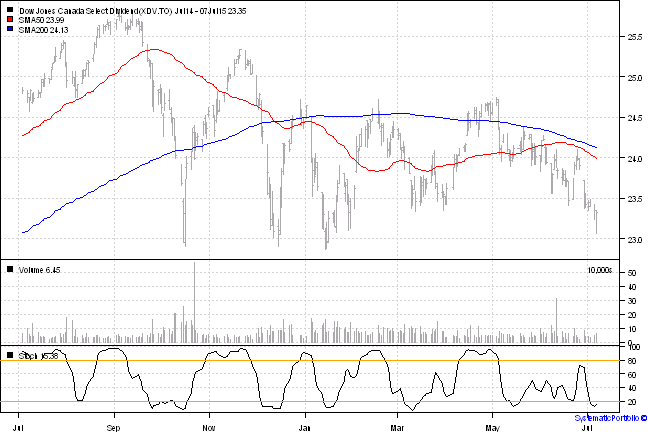 Dow Jones Canada Select Dividend(XDV.TO) Jul14 - 07Jul15 23.35
SMA50 23.99
SMA200 24.13
25.5
25.0
24.5
24.0
23.5
23.0
Volume 6.45
10,000s
50
40
30
20
10
0
100
80
60
40
20
Jul
Sep
Nov
Jan
Mar
May
Jul
SystematicPortfolio ©